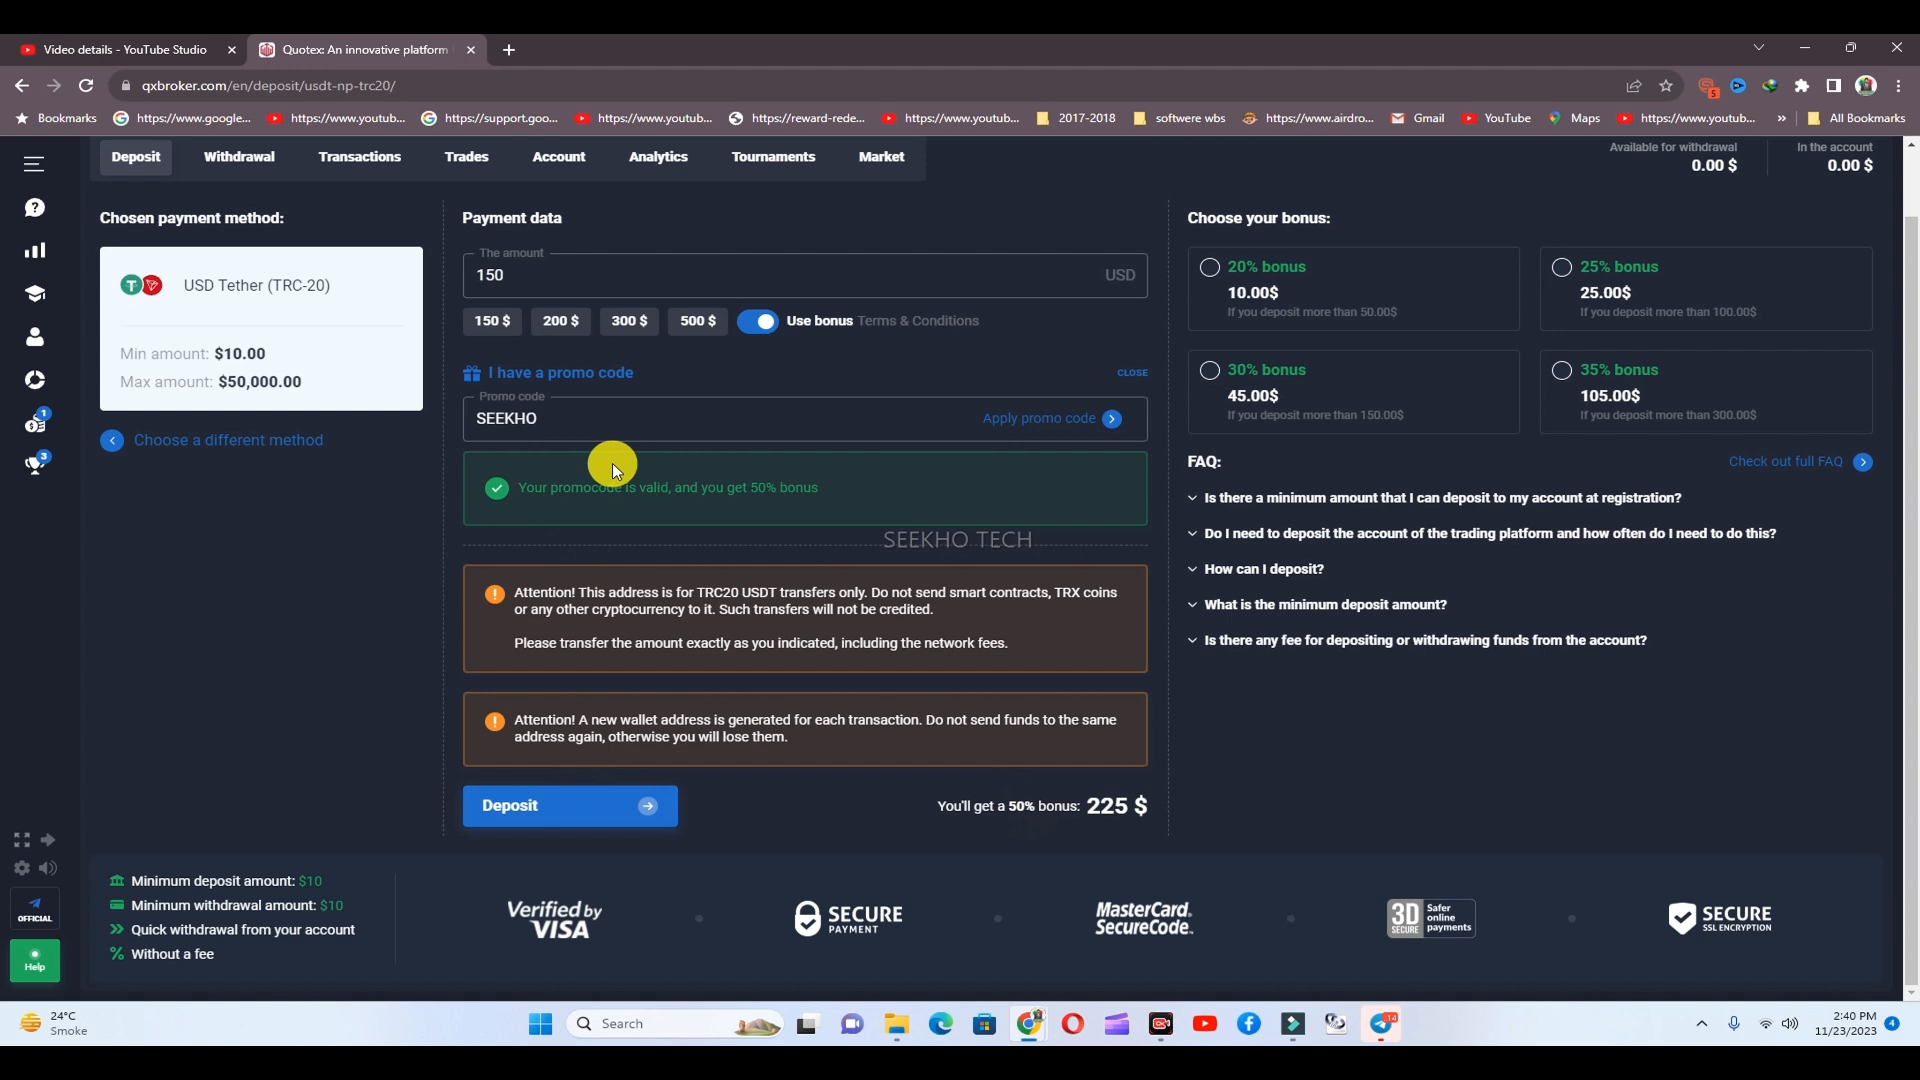 Video details - YouTube Studio
Quotex: An innovative platform
qxbroker.com/en/deposit/usdt-np-trc20/
5
Bookmarks
https://www.google...
https://www.youtub...
https://support.goo...
https://www.youtub...
https://reward-rede...
https://www.youtub...
2017-2018
softwere wbs
https://www.airdro...
Gmail
YouTube
Maps
https://www.youtub...
»
All Bookmarks
Deposit
Withdrawal
Transactions
Trades
Account
Analytics
Tournaments
Market
Available for withdrawal
0.00 $
In the account
0.00 $
1
3
OFFICIAL
Help
Chosen payment method:
USD Tether (TRC-20)
Min amount: $10.00
Max amount: $50,000.00
Choose a different method
Payment data
The amount
150 USD
150 $
200 $
300 $
500 $
Use bonus Terms & Conditions
I have a promo code
CLOSE
Promo code
SEEKHO
Apply promo code
Your promocode is valid, and you get 50% bonus
SEEKHO TECH
Attention! This address is for TRC20 USDT transfers only. Do not send smart contracts, TRX coins
or any other cryptocurrency to it. Such transfers will not be credited.
Please transfer the amount exactly as you indicated, including the network fees.
Attention! A new wallet address is generated for each transaction. Do not send funds to the same
address again, otherwise you will lose them.
Deposit
You'll get a 50% bonus: 225 $
Choose your bonus:
20% bonus
10.00$
If you deposit more than 50.00$
25% bonus
25.00$
If you deposit more than 100.00$
30% bonus
45.00$
If you deposit more than 150.00$
35% bonus
105.00$
If you deposit more than 300.00$
FAQ:
Check out full FAQ
Is there a minimum amount that I can deposit to my account at registration?
Do I need to deposit the account of the trading platform and how often do I need to do this?
How can I deposit?
What is the minimum deposit amount?
Is there any fee for depositing or withdrawing funds from the account?
Minimum deposit amount: $10
Minimum withdrawal amount: $10
Quick withdrawal from your account
Without a fee
Verified by
VISA
SECURE
PAYMENT
MasterCard.
SecureCode.
3D
SECURE
Safer
online
payments
SECURE
SSL ENCRYPTION
24°C
Smoke
Search
14
2:40 PM
11/23/2023
4